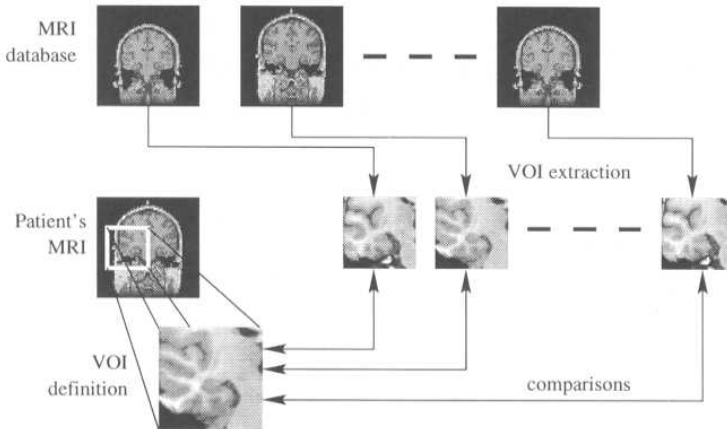 MRI
database
VOI extraction
Patient's
MRI
VOI
definition
comparisons